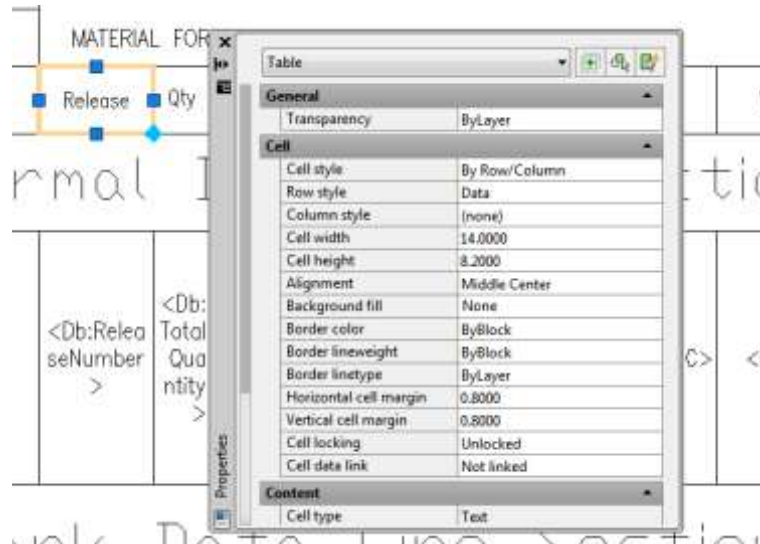 MATERIAL FOR
Release
Qty
rmal
<Db:Relea
seNumber
>
<Db:
Total
Qua
ntity
>
Table
General
Transparency ByLayer
Cell
Cell style By Row/Column
Row style Data
Column style (none)
Cell width 14.0000
Cell height 8.2000
Alignment Middle Center
Background fill None
Border color ByBlock
Border lineweight ByBlock
Border linetype ByLayer
Horizontal cell margin 0.8000
Vertical cell margin 0.8000
Cell locking Unlocked
Cell data link Not linked
Content
Cell type Text
Properties
C>
<